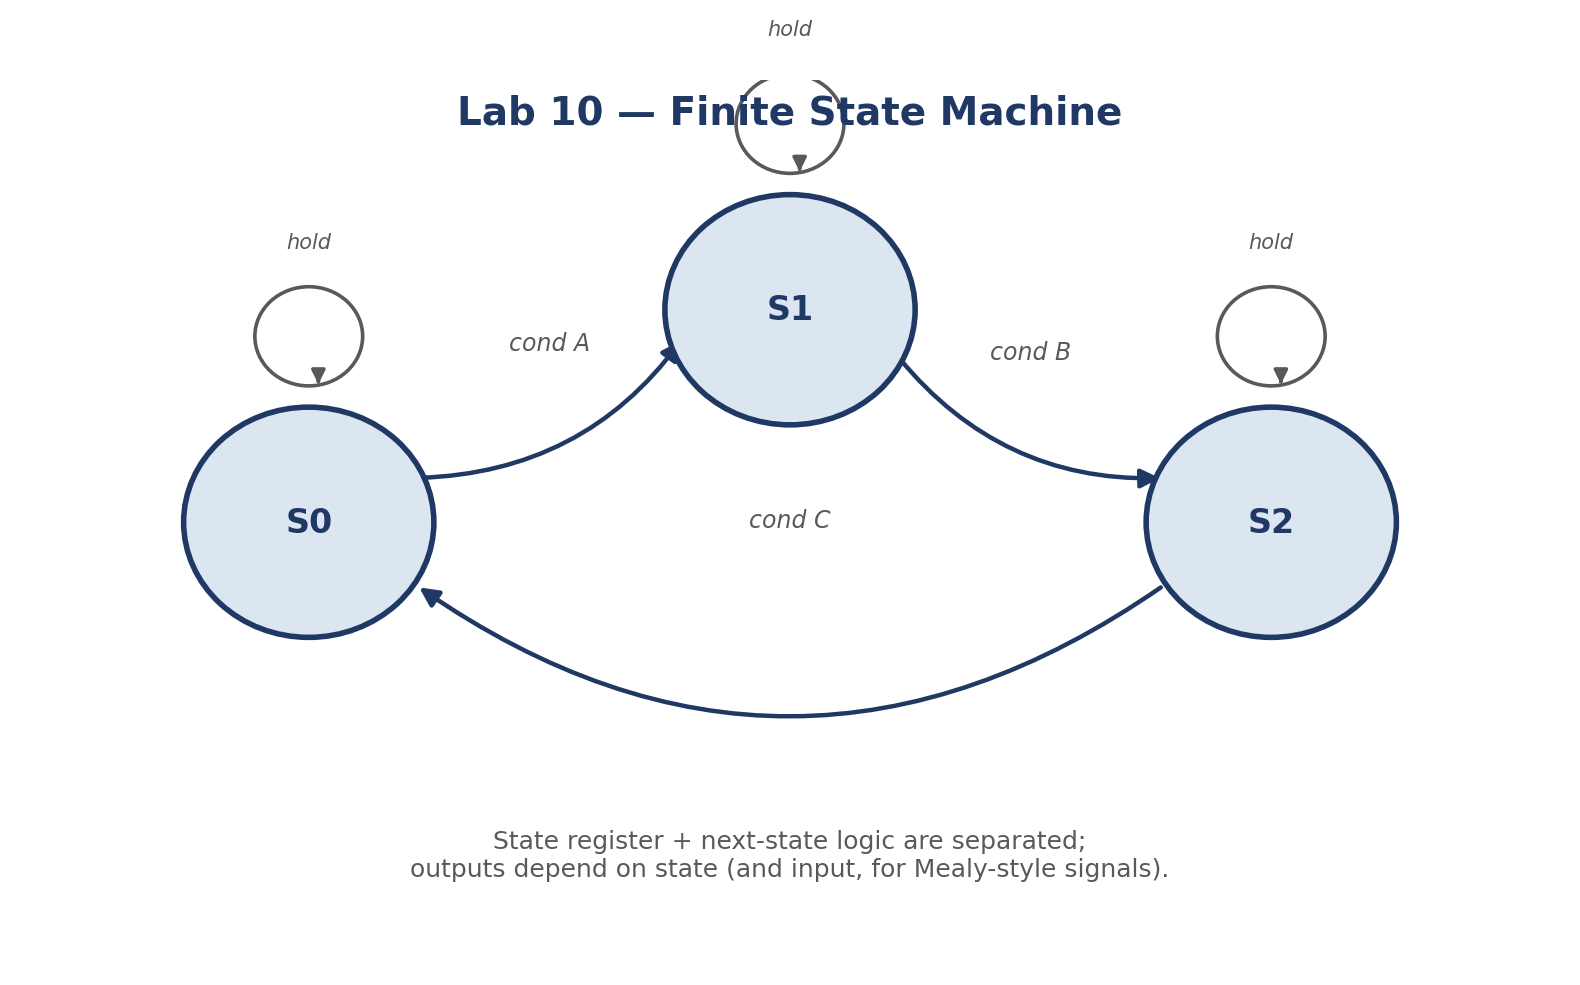 hold
Lab 10 — Finite State Machine
hold
hold
S1
cond A
cond B
S0
cond C
S2
State register + next-state logic are separated;
outputs depend on state (and input, for Mealy-style signals).